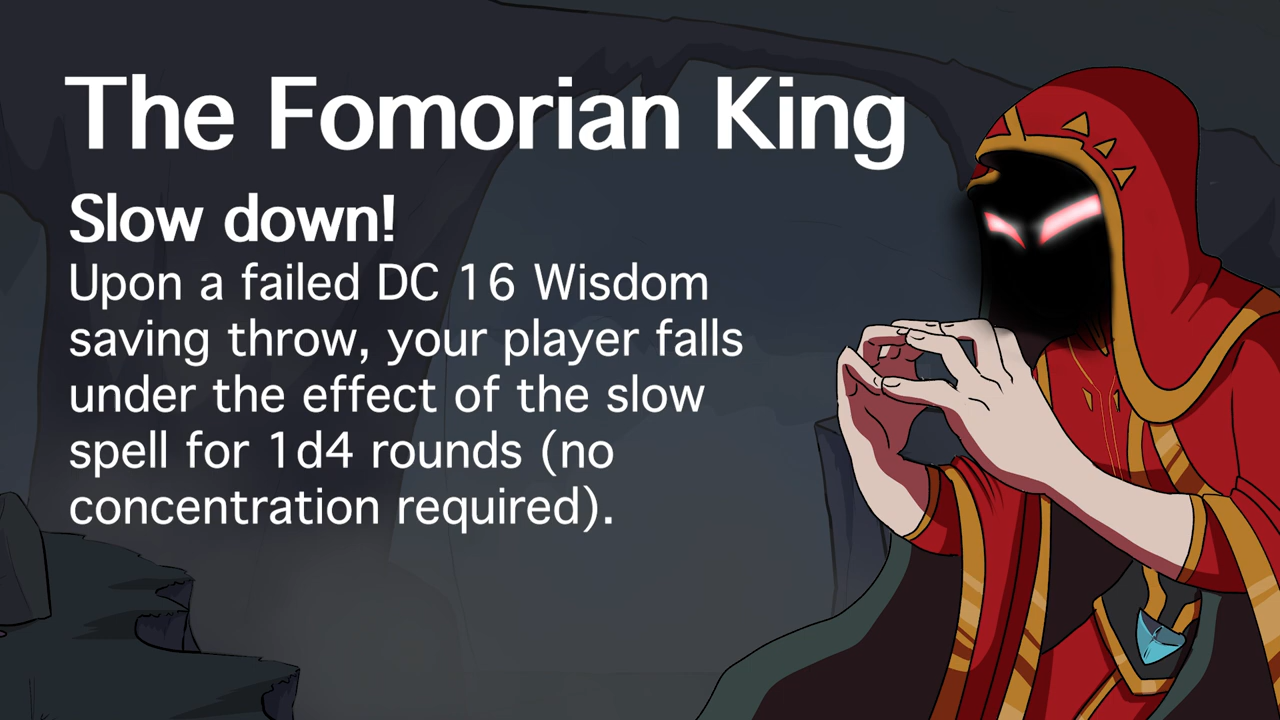 The Fomorian King
Slow down!
Upon a failed DC 16 Wisdom
saving throw, your player falls
under the effect of the slow
spell for 1d4 rounds (no
concentration required).